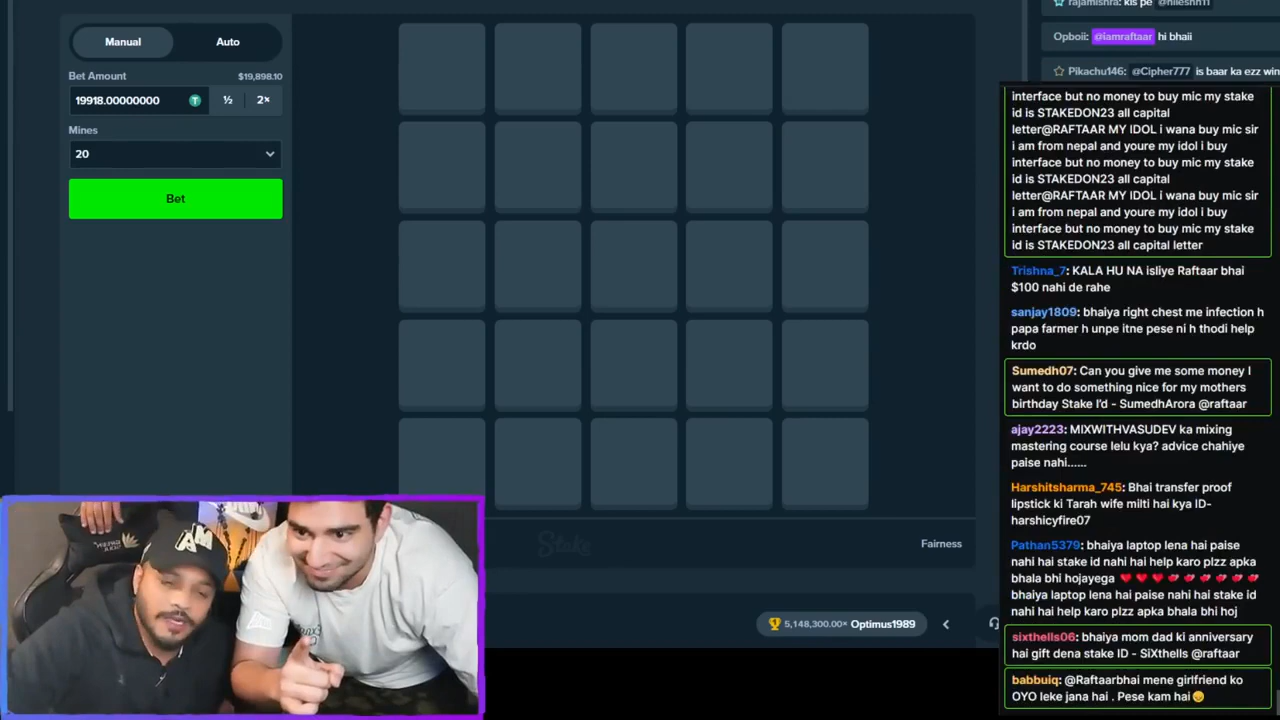 Manual
Auto
Bet Amount
$19,898.10
19918.00000000
½
2×
Mines
20
Bet
Stake
Fairness
5,148,300.00× Optimus1989
rajamishra: kis pe @nileshh11
Opboii: @iamraftaar hi bhaii
Pikachu146: @Cipher777 is baar ka ezz win
interface but no money to buy mic my stake
id is STAKEDON23 all capital
letter@RAFTAAR MY IDOL i wana buy mic sir
i am from nepal and youre my idol i buy
interface but no money to buy mic my stake
id is STAKEDON23 all capital
letter@RAFTAAR MY IDOL i wana buy mic sir
i am from nepal and youre my idol i buy
interface but no money to buy mic my stake
id is STAKEDON23 all capital letter
Trishna_7: KALA HU NA isliye Raftaar bhai
$100 nahi de rahe
sanjay1809: bhaiya right chest me infection h
papa farmer h unpe itne pese ni h thodi help
krdo
Sumedh07: Can you give me some money I
want to do something nice for my mothers
birthday Stake I'd - SumedhArora @raftaar
ajay2223: MIXWITHVASUDEV ka mixing
mastering course lelu kya? advice chahiye
paise nahi......
Harshitsharma_745: Bhai transfer proof
lipstick ki Tarah wife milti hai kya ID-
harshicyfire07
Pathan5379: bhaiya laptop lena hai paise
nahi hai stake id nahi hai help karo plzz apka
bhala bhi hojayega ❤️❤️❤️💕💕💕💕💕💕
bhaiya laptop lena hai paise nahi hai stake id
nahi hai help karo plzz apka bhala bhi hoj
sixthells06: bhaiya mom dad ki anniversary
hai gift dena stake ID - SiXthells @raftaar
babbuiq: @Raftaarbhai mene girlfriend ko
OYO leke jana hai . Pese kam hai😞